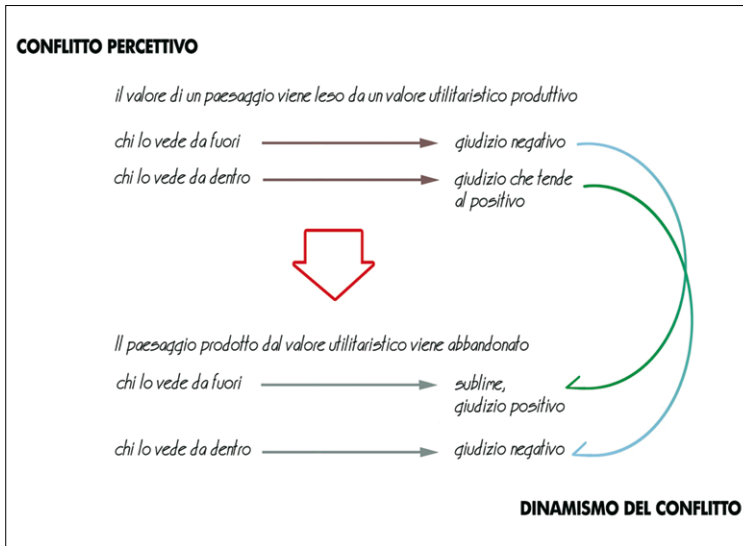 CONFLITTO PERCETTIVO
il valore di un paesaggio viene leso da un valore utilitaristico produttivo
chi lo vede da fuori
giudizio negativo
chi lo vede da dentro
giudizio che tende
al positivo
Il paesaggio prodotto dal valore utilitaristico viene abbandonato
chi lo vede da fuori
sublime,
giudizio positivo
chi lo vede da dentro
giudizio negativo
DINAMISMO DEL CONFLITTO